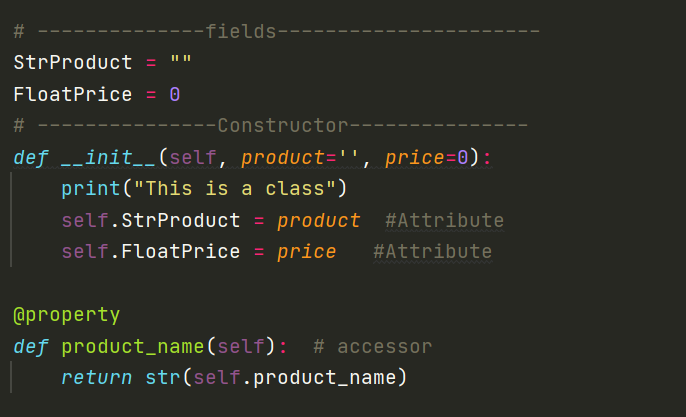 # --------------fields----------------------
StrProduct = ""
FloatPrice = 0
# ---------------Constructor---------------
def __init__(self, product='', price=0):
    print("This is a class")
    self.StrProduct = product  #Attribute
    self.FloatPrice = price   #Attribute

@property
def product_name(self):  # accessor
    return str(self.product_name)